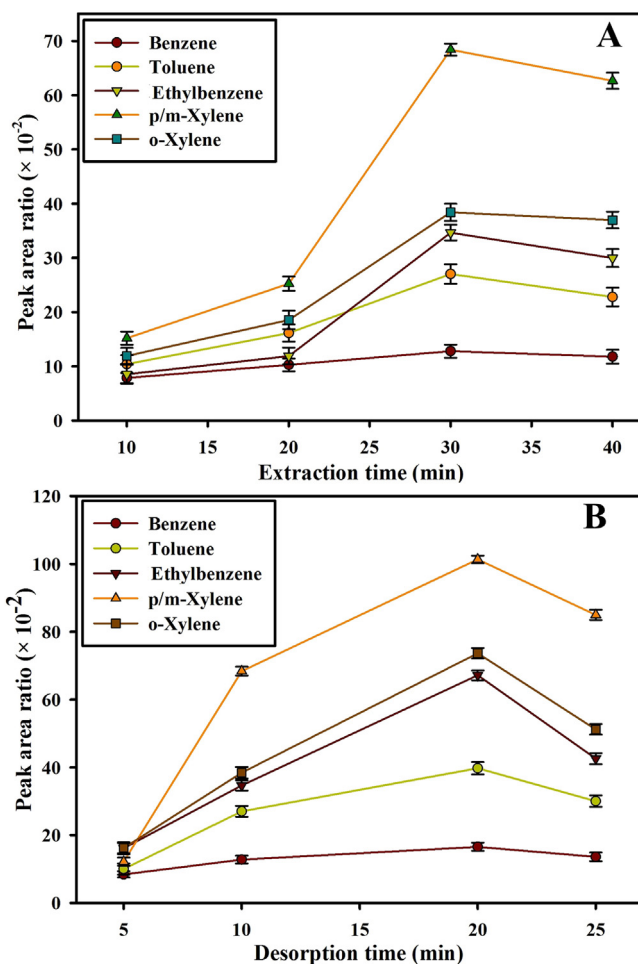 A
Benzene
Toluene
Ethylbenzene
p/m-Xylene
o-Xylene
Peak area ratio (× 10⁻²)
70
60
50
40
30
20
10
0
10 15 20 25 30 35 40
Extraction time (min)
B
Benzene
Toluene
Ethylbenzene
p/m-Xylene
o-Xylene
Peak area ratio (× 10⁻²)
120
100
80
60
40
20
0
5 10 15 20 25
Desorption time (min)